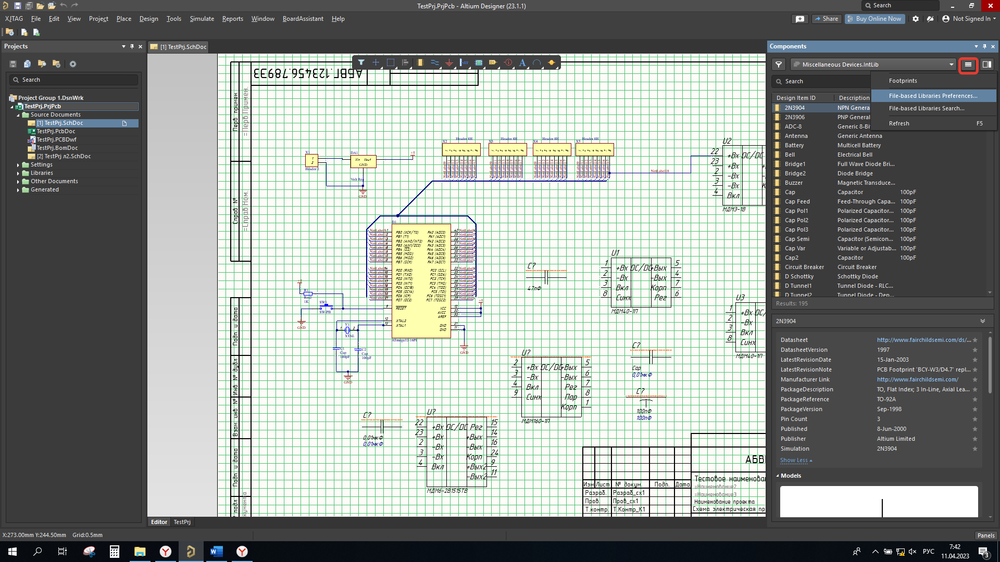 TestPrj.PrjPcb - Altium Designer (23.1.1)
Search
XJTAG File Edit View Project Place Design Tools Simulate Reports Window BoardAssistant Help
Share
Buy Online Now
Not Signed In
Projects
Search
Project Group 1.DsnWrk
TestPrj.PrjPcb
Source Documents
[1] TestPrj.SchDoc
TestPrj.PcbDoc
TestPrj.PCBDwf
TestPrj.BomDoc
[2] TestPrj л2.SchDoc
Settings
Libraries
Other Documents
Generated
[1] TestPrj.SchDoc
АБВГ.123456.789ЭЗ
Перв. примен.
=Перв Примен.
Справ. №
=Справ Ном.
Подп. и дата
Инв. № дубл.
Взам. инв. №
Подп. и дата
№ подл.
X1
Header 2
DA1
Vin Vout
GND
Volt Reg
+5
GND
X2 Header 8H
X3 Header 8H
X4 Header 8H
X5 Header 8H
1 2 3 4 5 6 7 8
NetLabel18
D1
PB0 (XCK/T0)
PB1 (T1)
PB2 (AIN0/INT2)
PB3 (AIN1/OC0)
PB4 (SS)
PB5 (MOSI)
PB6 (MISO)
PB7 (SCK)
PD0 (RXD)
PD1 (TXD)
PD2 (INT0)
PD3 (INT1)
PD4 (OC1B)
PD5 (OC1A)
PD6 (ICP)
PD7 (OC2)
RESET
XTAL2
XTAL1
PA0 (ADC0)
PA1 (ADC1)
PA2 (ADC2)
PA3 (ADC3)
PA4 (ADC4)
PA5 (ADC5)
PA6 (ADC6)
PA7 (ADC7)
PC0 (SCL)
PC1 (SDA)
PC2 (TCK)
PC3 (TMS)
PC4 (TDO)
PC5 (TDI)
PC6 (TOSC1)
PC7 (TOSC2)
VCC
AVCC
AREF
GND
GND
ATmega32-16PI
+5
R1
Res2
1K
SW1
SW-PB
GND
Y1
1 2
XTAL
C1
Cap
100pF
C2
Cap
100pF
GND
+5
GND
C?
47пФ
U1
1 +Вх DC/DC +Вых 5
2 -Вх -Вых 4
3 Вкл Корп 7
8 Синх Рег 6
МДМ40-1П
U2
22 +Вх DC/DC
23 +Вх
2 -Вх
3 -Вх
4 Вкл
МДМ3-1В
U3
1 +Вх DC/
2 -Вх
3 Вкл
8 Синх
МДМ40-1П
U?
2 +Вх DC/DC +Вых 5
3 -Вх -Вых 6
4 Вкл Рег 7
9 Синх Пар 8
Корп 1
МДМ160-1П
C?
Cap
0,01мкФ
C?
100пФ
100пФ
C?
0,01мкФ
0,01мкФ
U?
22 +Вх DC/DC Рег 15
23 +Вх +Вых 14
2 -Вх -Вых 16
3 -Вх Корп 24
4 Вкл +Вых2 9
-Вых2 11
МДМ6-2В1515ТВ
АБВ
Изм Лист № докум. Подп. Дата
Разраб. Разраб_сх1
Пров. Пров_сх1
Т.контр. Т.Контр_К1
Тестовое наименова
=Наименование2
=Наименование3
Наименование проекта
Схема электрическая пр
Components
Miscellaneous Devices.IntLib
Search
Footprints
File-based Libraries Preferences...
File-based Libraries Search...
Refresh F5
Design Item ID Description
2N3904 NPN Genera
2N3906 PNP General
ADC-8 Generic 8-Bit
Antenna Generic Antenna
Battery Multicell Battery
Bell Electrical Bell
Bridge1 Full Wave Diode Bri...
Bridge2 Diode Bridge
Buzzer Magnetic Transduce...
Cap Capacitor 100pF
Cap Feed Feed-Through Capa... 100pF
Cap Pol1 Polarized Capacitor... 100pF
Cap Pol2 Polarized Capacitor... 100pF
Cap Pol3 Polarized Capacitor... 100pF
Cap Semi Capacitor (Semicon... 100pF
Cap Var Variable or Adjustab... 100pF
Cap2 Capacitor 100pF
Circuit Breaker Circuit Breaker
D Schottky Schottky Diode
D Tunnel1 Tunnel Diode - RLC...
D Tunnel2 Tunnel Diode - Dep...
Results: 195
2N3904
Datasheet http://www.fairchildsemi.com/ds/...
DatasheetVersion 1997
LatestRevisionDate 15-Jan-2003
LatestRevisionNote PCB Footprint 'BCY-W3/D4.7' repl...
Manufacturer Link http://www.fairchildsemi.com/
PackageDescription TO, Flat Index; 3 In-Line, Axial Lea...
PackageReference TO-92A
PackageVersion Sep-1998
Pin Count 3
Published 8-Jun-2000
Publisher Altium Limited
Simulation 2N3904
Show Less
Models
Editor TestPrj
X:273.00mm Y:244.50mm Grid:0.5mm
Panels
РУС
7:42
11.04.2023
3